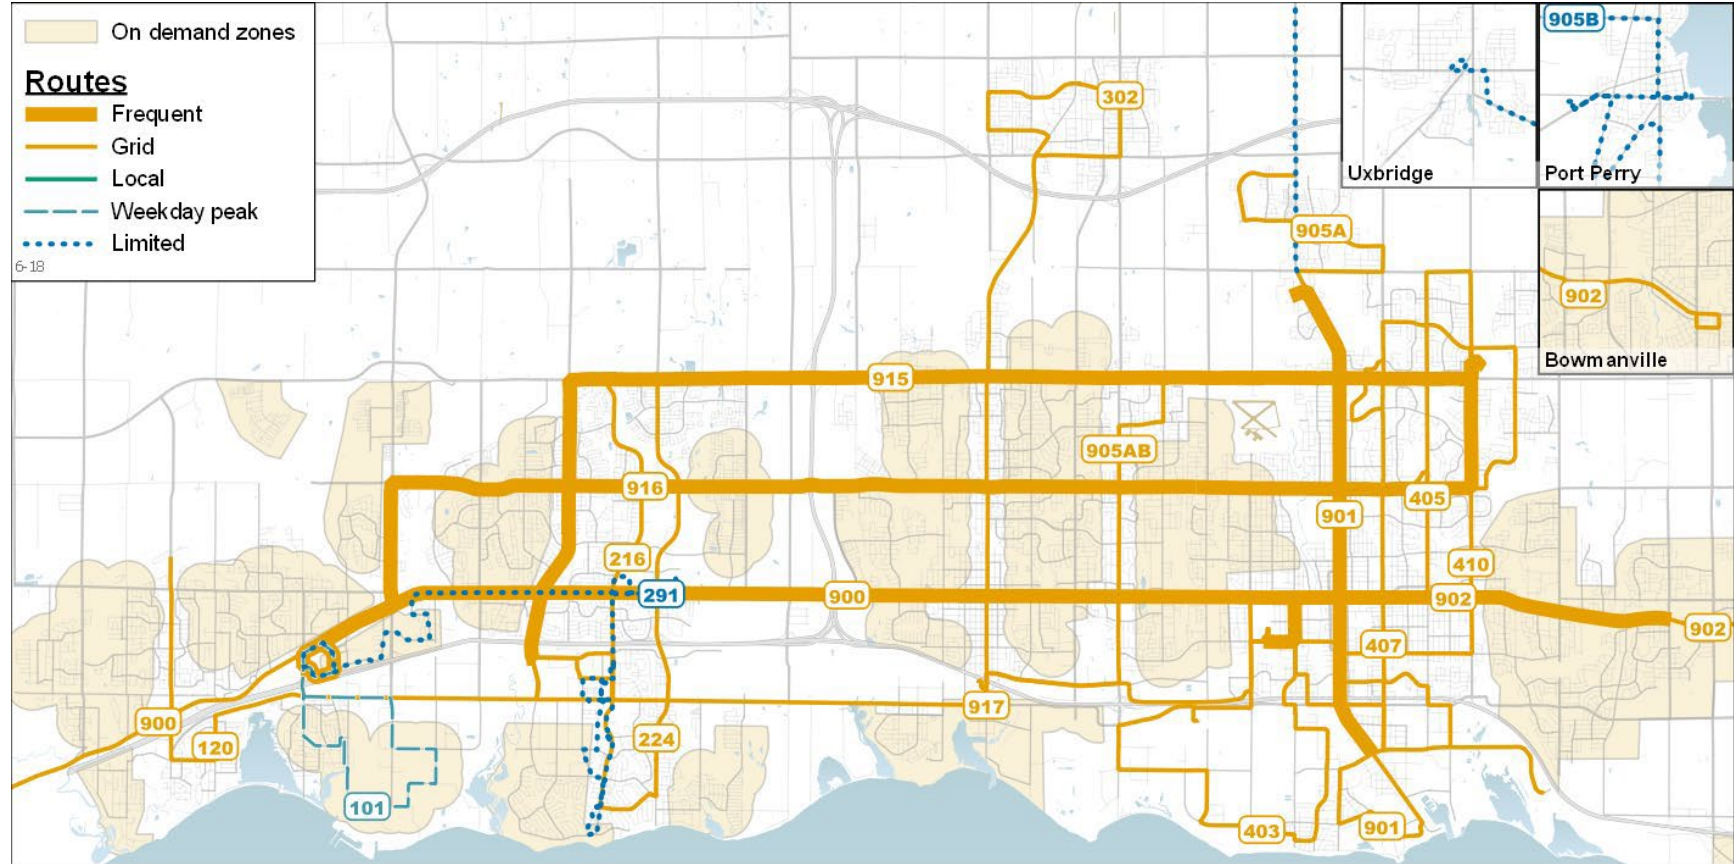 On demand zones
Routes
Frequent
Grid
Local
Weekday peak
Limited
6-18
302
905A
Uxbridge
905B
Port Perry
902
Bowmanville
915
905AB
916
405
901
216
410
291
900
902
902
407
917
900
120
224
101
403
901